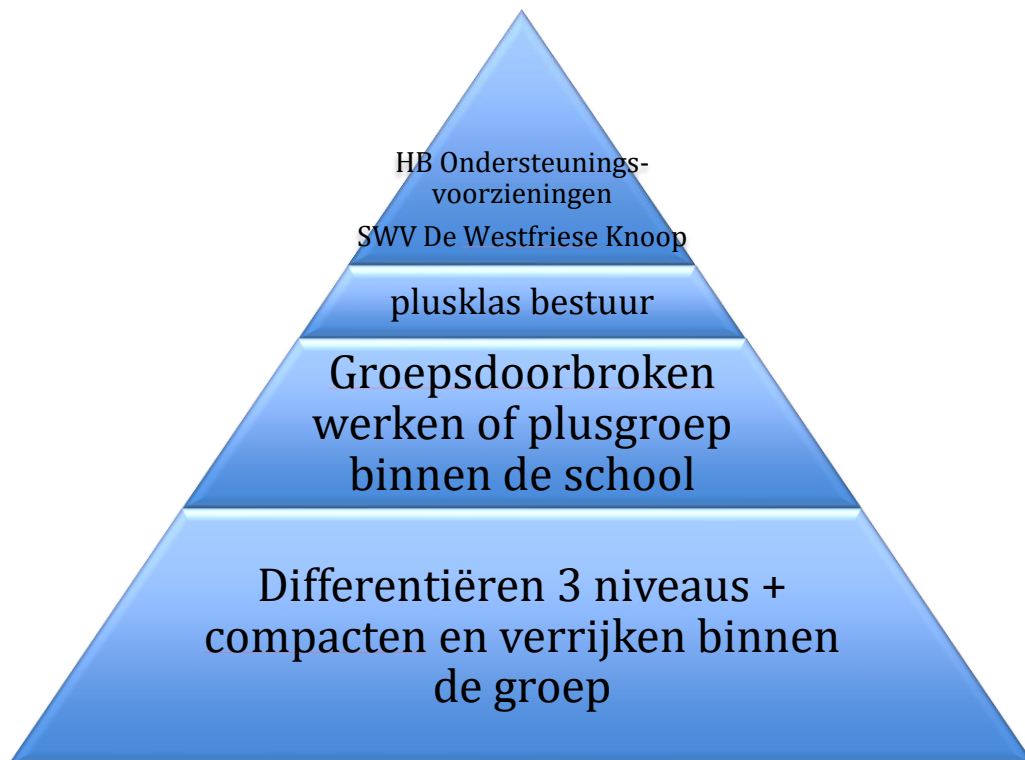 HB Ondersteunings-
voorzieningen
SWV De Westfriese Knoop
plusklas bestuur
Groepsdoorbroken
werken of plusgroep
binnen de school
Differentiëren 3 niveaus +
compacten en verrijken binnen
de groep